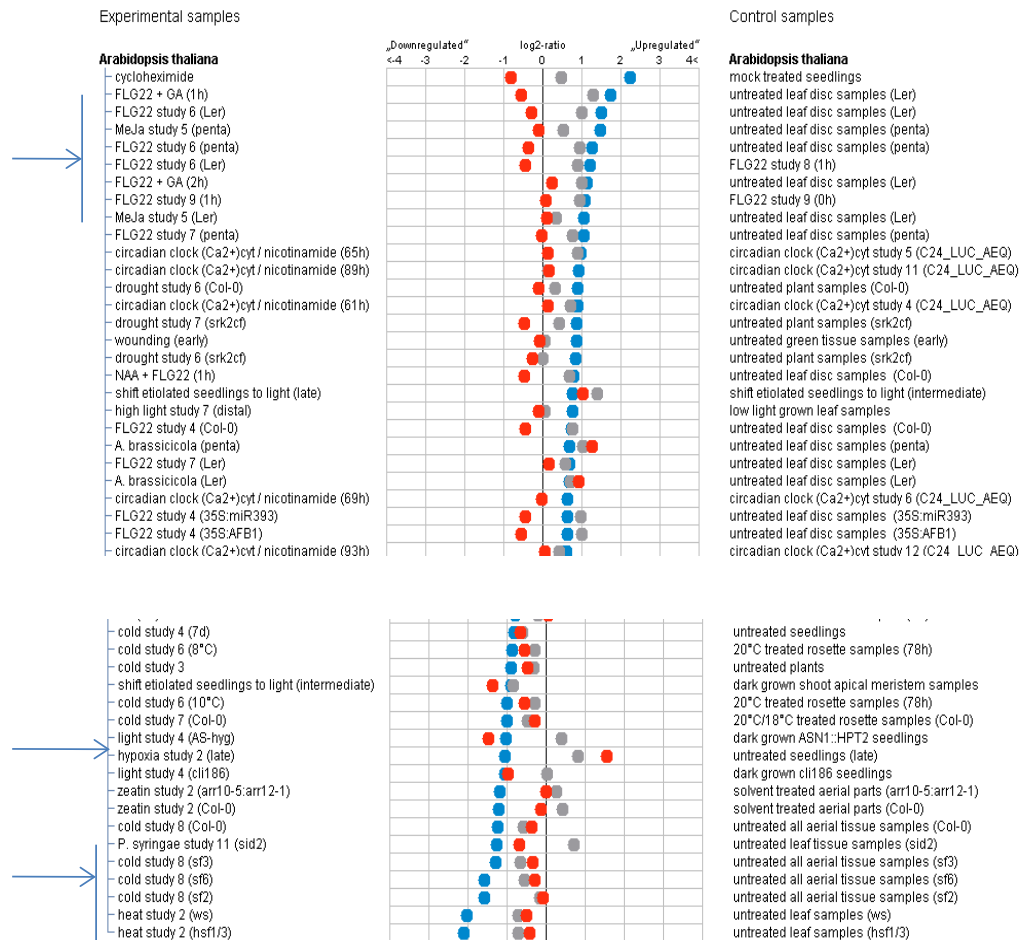 Experimental samples Control samples
„Downregulated“ log2-ratio „Upregulated“
Arabidopsis thaliana <-4 -3 -2 -1 0 1 2 3 4< Arabidopsis thaliana
cycloheximide mock treated seedlings
FLG22 + GA (1h) untreated leaf disc samples (Ler)
FLG22 study 6 (Ler) untreated leaf disc samples (Ler)
MeJa study 5 (penta) untreated leaf disc samples (penta)
FLG22 study 6 (penta) untreated leaf disc samples (penta)
FLG22 study 6 (Ler) FLG22 study 8 (1h)
FLG22 + GA (2h) untreated leaf disc samples (Ler)
FLG22 study 9 (1h) FLG22 study 9 (0h)
MeJa study 5 (Ler) untreated leaf disc samples (Ler)
FLG22 study 7 (penta) untreated leaf disc samples (penta)
circadian clock (Ca2+)cyt / nicotinamide (65h) circadian clock (Ca2+)cyt study 5 (C24_LUC_AEQ)
circadian clock (Ca2+)cyt / nicotinamide (89h) circadian clock (Ca2+)cyt study 11 (C24_LUC_AEQ)
drought study 6 (Col-0) untreated plant samples (Col-0)
circadian clock (Ca2+)cyt / nicotinamide (61h) circadian clock (Ca2+)cyt study 4 (C24_LUC_AEQ)
drought study 7 (srk2cf) untreated plant samples (srk2cf)
wounding (early) untreated green tissue samples (early)
drought study 6 (srk2cf) untreated plant samples (srk2cf)
NAA + FLG22 (1h) untreated leaf disc samples (Col-0)
shift etiolated seedlings to light (late) shift etiolated seedlings to light (intermediate)
high light study 7 (distal) low light grown leaf samples
FLG22 study 4 (Col-0) untreated leaf disc samples (Col-0)
A. brassicicola (penta) untreated leaf disc samples (penta)
FLG22 study 7 (Ler) untreated leaf disc samples (Ler)
A. brassicicola (Ler) untreated leaf disc samples (Ler)
circadian clock (Ca2+)cyt / nicotinamide (69h) circadian clock (Ca2+)cyt study 6 (C24_LUC_AEQ)
FLG22 study 4 (35S:miR393) untreated leaf disc samples (35S:miR393)
FLG22 study 4 (35S:AFB1) untreated leaf disc samples (35S:AFB1)
circadian clock (Ca2+)cyt / nicotinamide (93h) circadian clock (Ca2+)cyt study 12 (C24_LUC_AEQ)
cold study 4 (7d) untreated seedlings
cold study 6 (8°C) 20°C treated rosette samples (78h)
cold study 3 untreated plants
shift etiolated seedlings to light (intermediate) dark grown shoot apical meristem samples
cold study 6 (10°C) 20°C treated rosette samples (78h)
cold study 7 (Col-0) 20°C/18°C treated rosette samples (Col-0)
light study 4 (AS-hyg) dark grown ASN1::HPT2 seedlings
hypoxia study 2 (late) untreated seedlings (late)
light study 4 (cli186) dark grown cli186 seedlings
zeatin study 2 (arr10-5:arr12-1) solvent treated aerial parts (arr10-5:arr12-1)
zeatin study 2 (Col-0) solvent treated aerial parts (Col-0)
cold study 8 (Col-0) untreated all aerial tissue samples (Col-0)
P. syringae study 11 (sid2) untreated leaf tissue samples (sid2)
cold study 8 (sf3) untreated all aerial tissue samples (sf3)
cold study 8 (sf6) untreated all aerial tissue samples (sf6)
cold study 8 (sf2) untreated all aerial tissue samples (sf2)
heat study 2 (ws) untreated leaf samples (ws)
heat study 2 (hsf1/3) untreated leaf samples (hsf1/3)